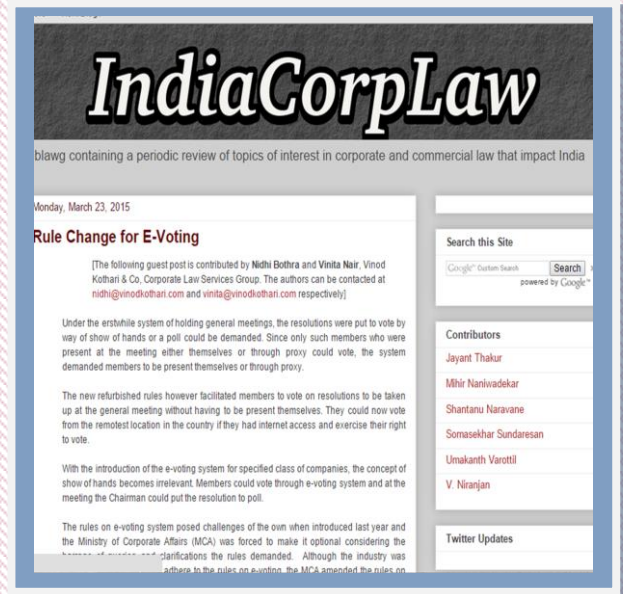 IndiaCorpLaw
blawg containing a periodic review of topics of interest in corporate and commercial law that impact India
Monday, March 23, 2015
Rule Change for E-Voting
[The following guest post is contributed by Nidhi Bothra and Vinita Nair, Vinod
Kothari & Co, Corporate Law Services Group. The authors can be contacted at
nidhi@vinodkothari.com and vinita@vinodkothari.com respectively]
Under the erstwhile system of holding general meetings, the resolutions were put to vote by
way of show of hands or a poll could be demanded. Since only such members who were
present at the meeting either themselves or through proxy could vote, the system
demanded members to be present themselves or through proxy.
The new refurbished rules however facilitated members to vote on resolutions to be taken
up at the general meeting without having to be present themselves. They could now vote
from the remotest location in the country if they had internet access and exercise their right
to vote.
With the introduction of the e-voting system for specified class of companies, the concept of
show of hands becomes irrelevant. Members could vote through e-voting system and at the
meeting the Chairman could put the resolution to poll.
The rules on e-voting system posed challenges of the own when introduced last year and
the Ministry of Corporate Affairs (MCA) was forced to make it optional considering the
clarifications the rules demanded. Although the industry was
adhere to the rules on e-voting, the MCA amended the rules on
Search this Site
Google™ Custom Search Search
powered by Google™
Contributors
Jayant Thakur
Mihir Naniwadekar
Shantanu Naravane
Somasekhar Sundaresan
Umakanth Varottil
V. Niranjan
Twitter Updates